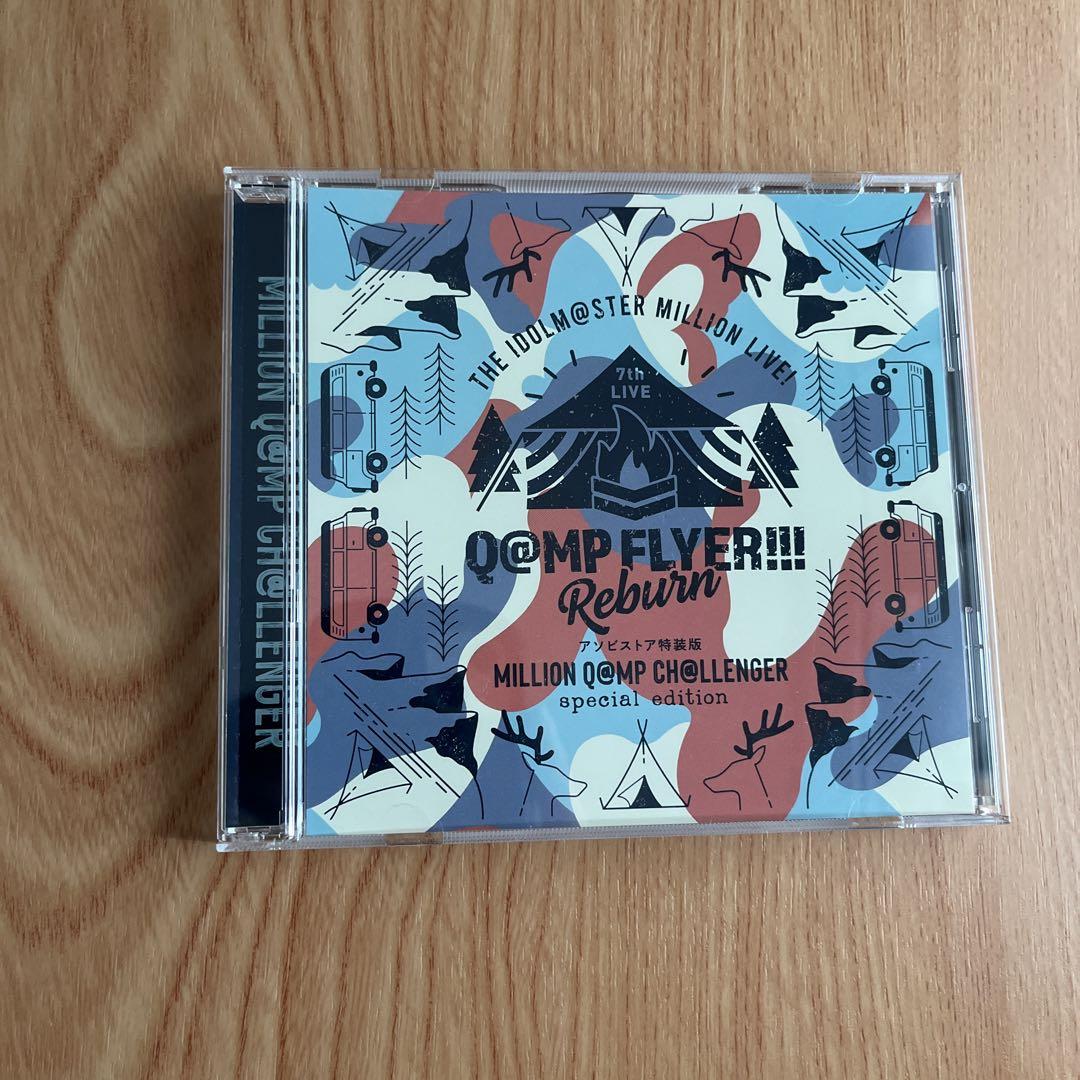 MILLION Q@MP CH@LLENGER
THE IDOLM@STER MILLION LIVE!
7th
LIVE
Q@MP FLYER!!!
Reburn
アソビストア特装版
MILLION Q@MP CH@LLENGER
special edition